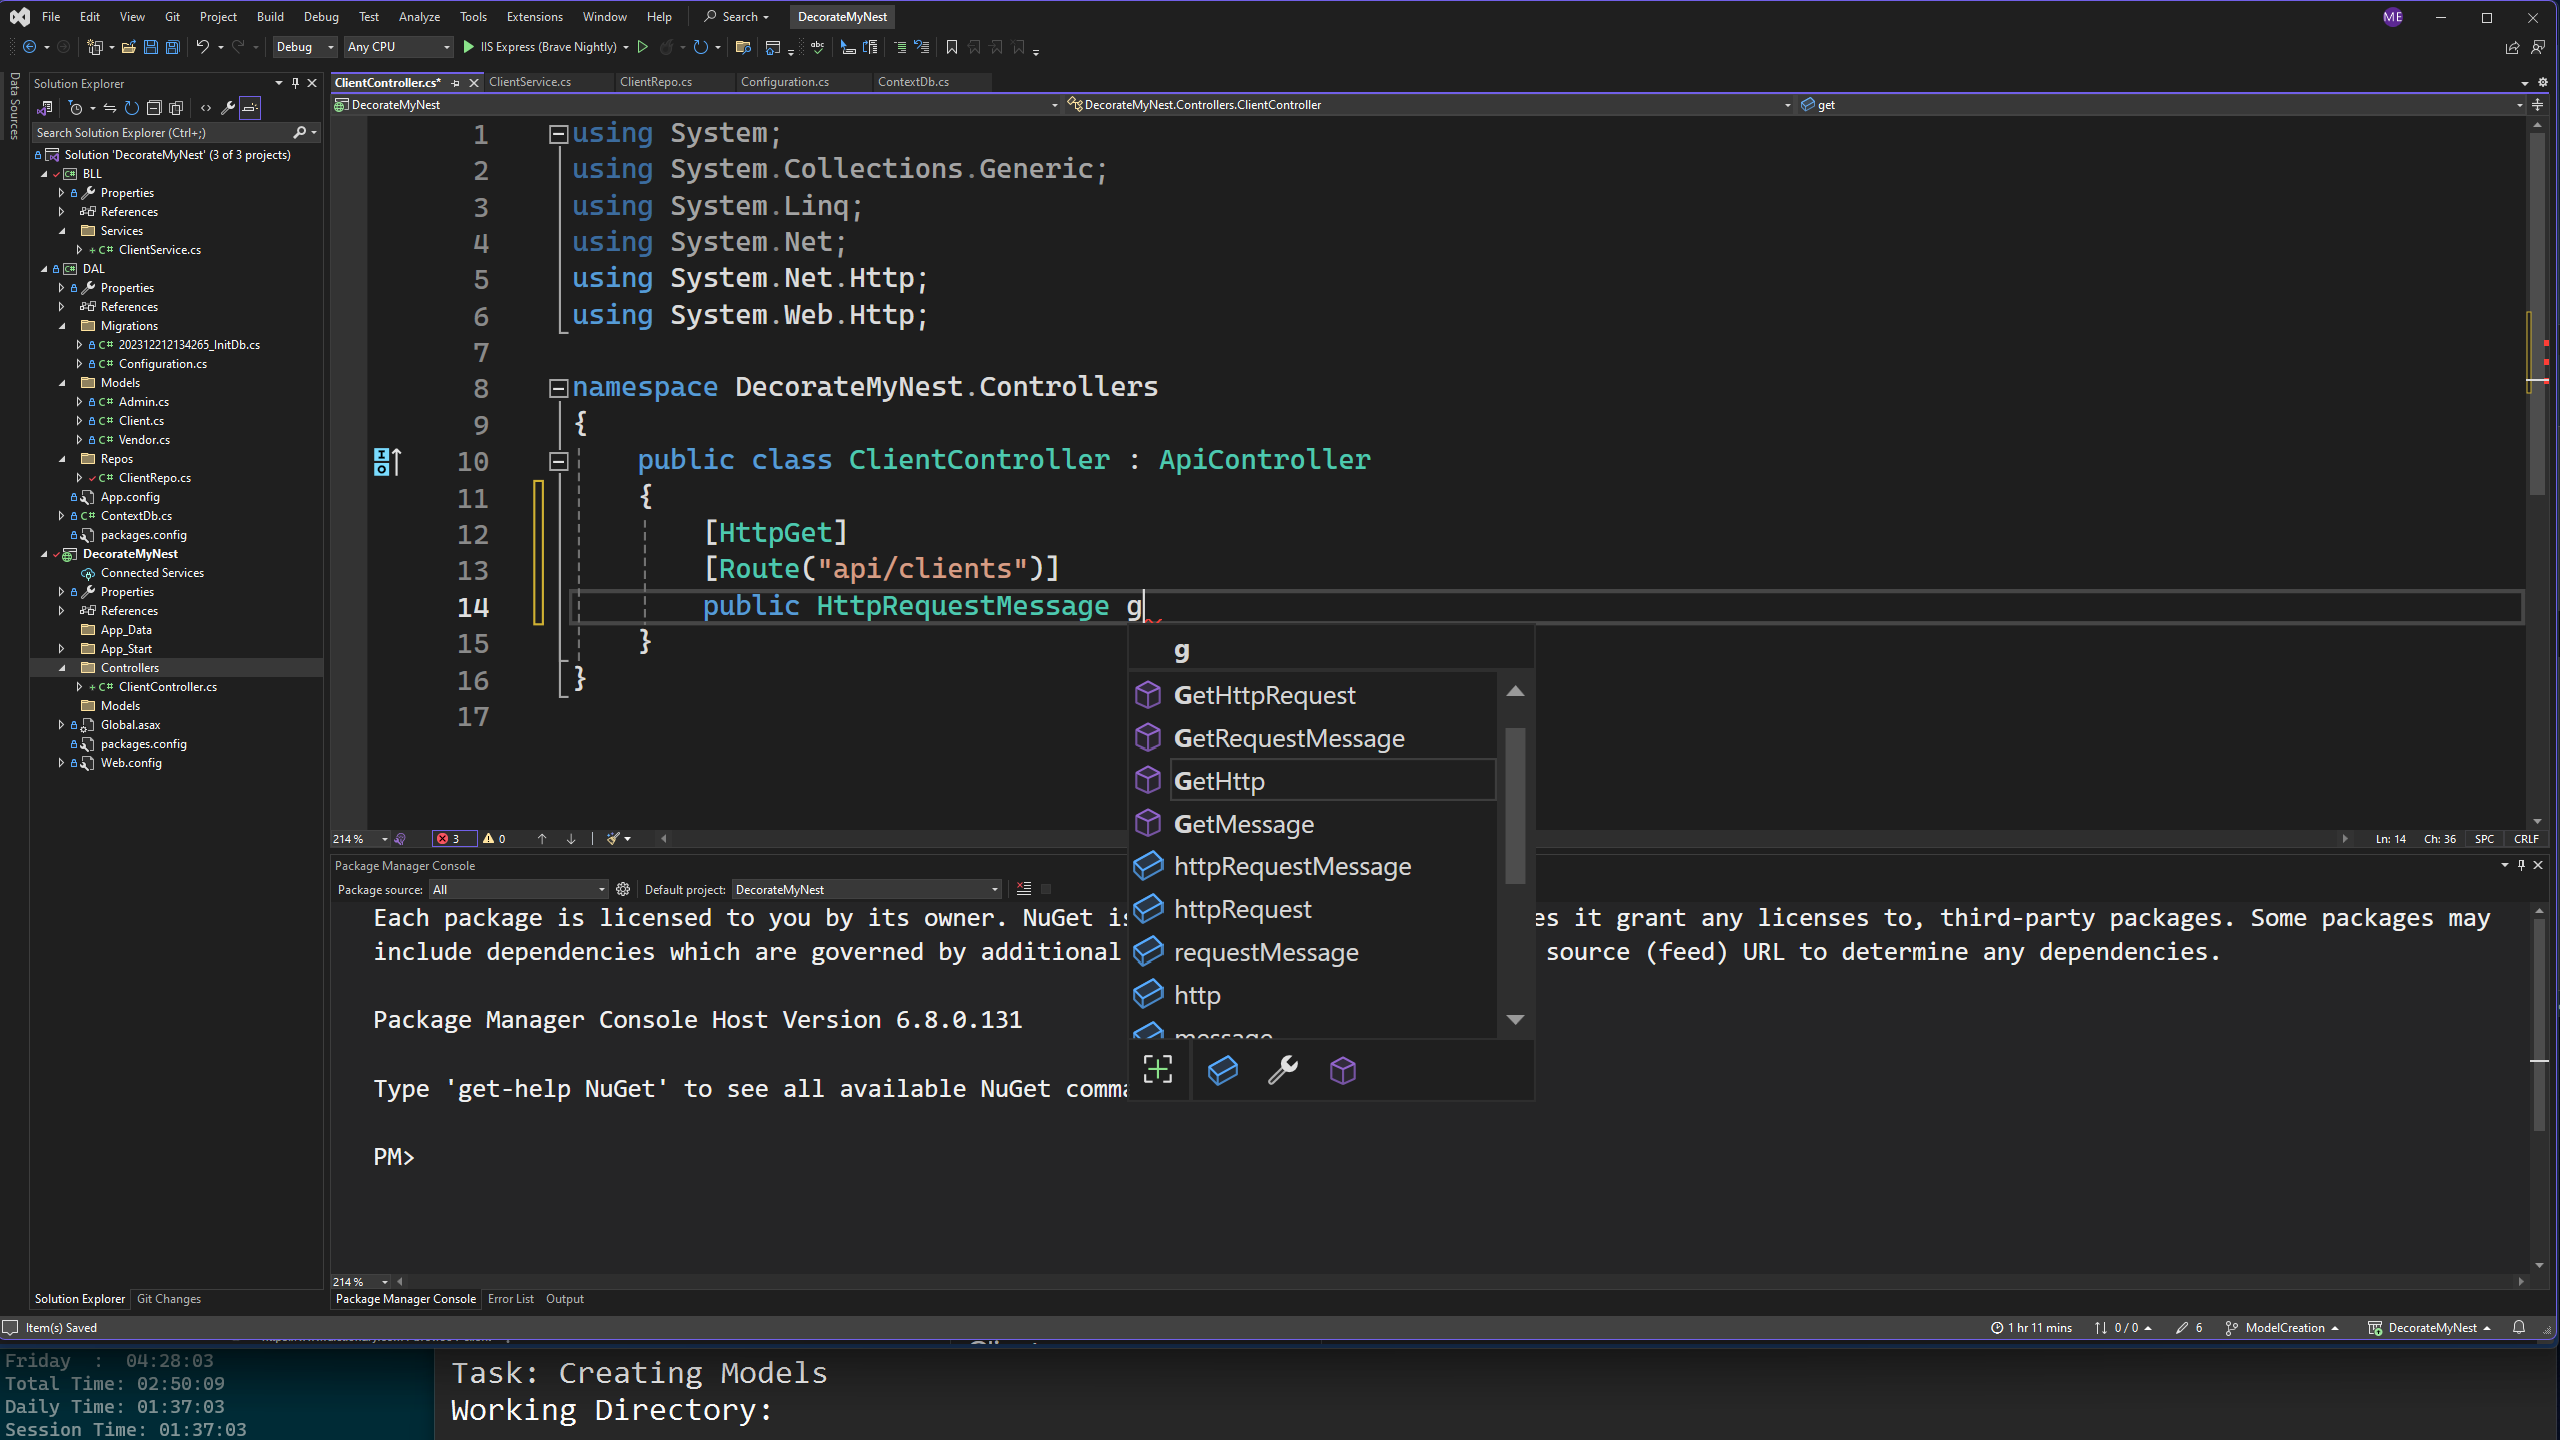 File Edit View Git Project Build Debug Test Analyze Tools Extensions Window Help Search DecorateMyNest ME
Debug Any CPU IIS Express (Brave Nightly)
Data Sources
Solution Explorer
Search Solution Explorer (Ctrl+;)
Solution 'DecorateMyNest' (3 of 3 projects)
BLL
Properties
References
Services
C# ClientService.cs
DAL
Properties
References
Migrations
C# 202312212134265_InitDb.cs
C# Configuration.cs
Models
C# Admin.cs
C# Client.cs
C# Vendor.cs
Repos
C# ClientRepo.cs
App.config
C# ContextDb.cs
packages.config
DecorateMyNest
Connected Services
Properties
References
App_Data
App_Start
Controllers
C# ClientController.cs
Models
Global.asax
packages.config
Web.config
Solution Explorer Git Changes
ClientController.cs* ClientService.cs ClientRepo.cs Configuration.cs ContextDb.cs
DecorateMyNest DecorateMyNest.Controllers.ClientController get
1 using System;
2 using System.Collections.Generic;
3 using System.Linq;
4 using System.Net;
5 using System.Net.Http;
6 using System.Web.Http;
7
8 namespace DecorateMyNest.Controllers
9 {
10 public class ClientController : ApiController
11 {
12 [HttpGet]
13 [Route("api/clients")]
14 public HttpRequestMessage g
15 }
16 }
17
g
GetHttpRequest
GetRequestMessage
GetHttp
GetMessage
httpRequestMessage
httpRequest
requestMessage
http
message
214 % 3 0 Ln: 14 Ch: 36 SPC CRLF
Package Manager Console
Package source: All Default project: DecorateMyNest
Each package is licensed to you by its owner. NuGet is es it grant any licenses to, third-party packages. Some packages may
include dependencies which are governed by additional source (feed) URL to determine any dependencies.
Package Manager Console Host Version 6.8.0.131
Type 'get-help NuGet' to see all available NuGet comma
PM>
214 %
Package Manager Console Error List Output
Item(s) Saved 1 hr 11 mins 0 / 0 6 ModelCreation DecorateMyNest
Friday : 04:28:03
Total Time: 02:50:09
Daily Time: 01:37:03
Session Time: 01:37:03
Task: Creating Models
Working Directory: